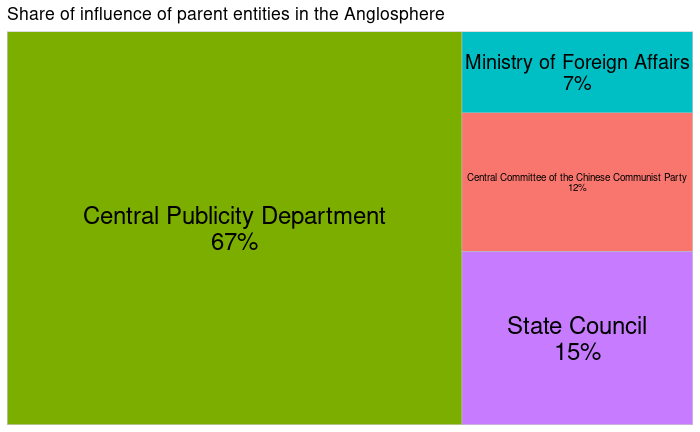 Share of influence of parent entities in the Anglosphere
Central Publicity Department
67%
Ministry of Foreign Affairs
7%
Central Committee of the Chinese Communist Party
12%
State Council
15%